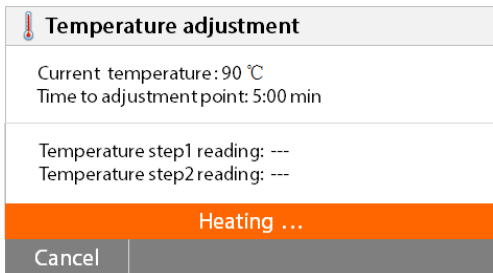 Temperature adjustment
Current temperature: 90 ℃
Time to adjustment point: 5:00 min
Temperature step1 reading: ---
Temperature step2 reading: ---
Heating ...
Cancel